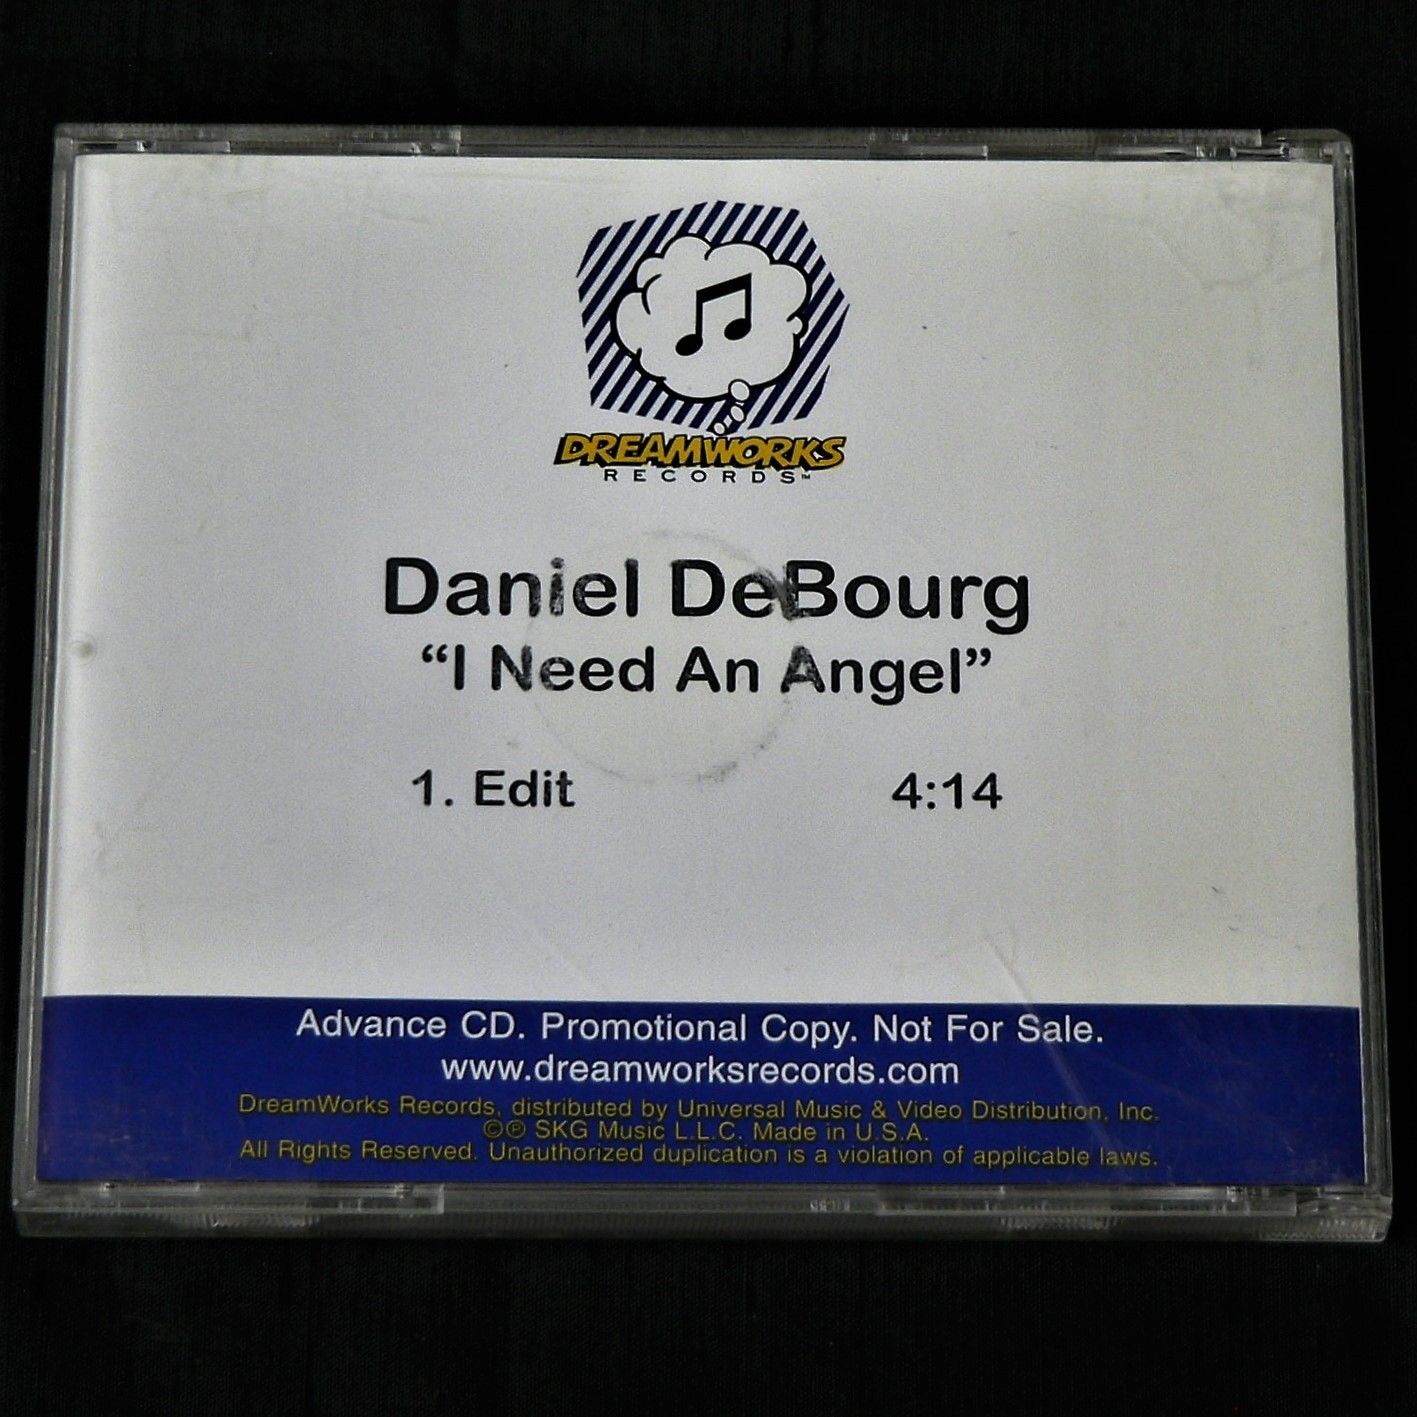 DREAMWORKS
RECORDS™
Daniel DeBourg
“I Need An Angel”
1. Edit 4:14
Advance CD. Promotional Copy. Not For Sale.
www.dreamworksrecords.com
DreamWorks Records, distributed by Universal Music & Video Distribution, Inc.
©℗ SKG Music L.L.C. Made in U.S.A.
All Rights Reserved. Unauthorized duplication is a violation of applicable laws.